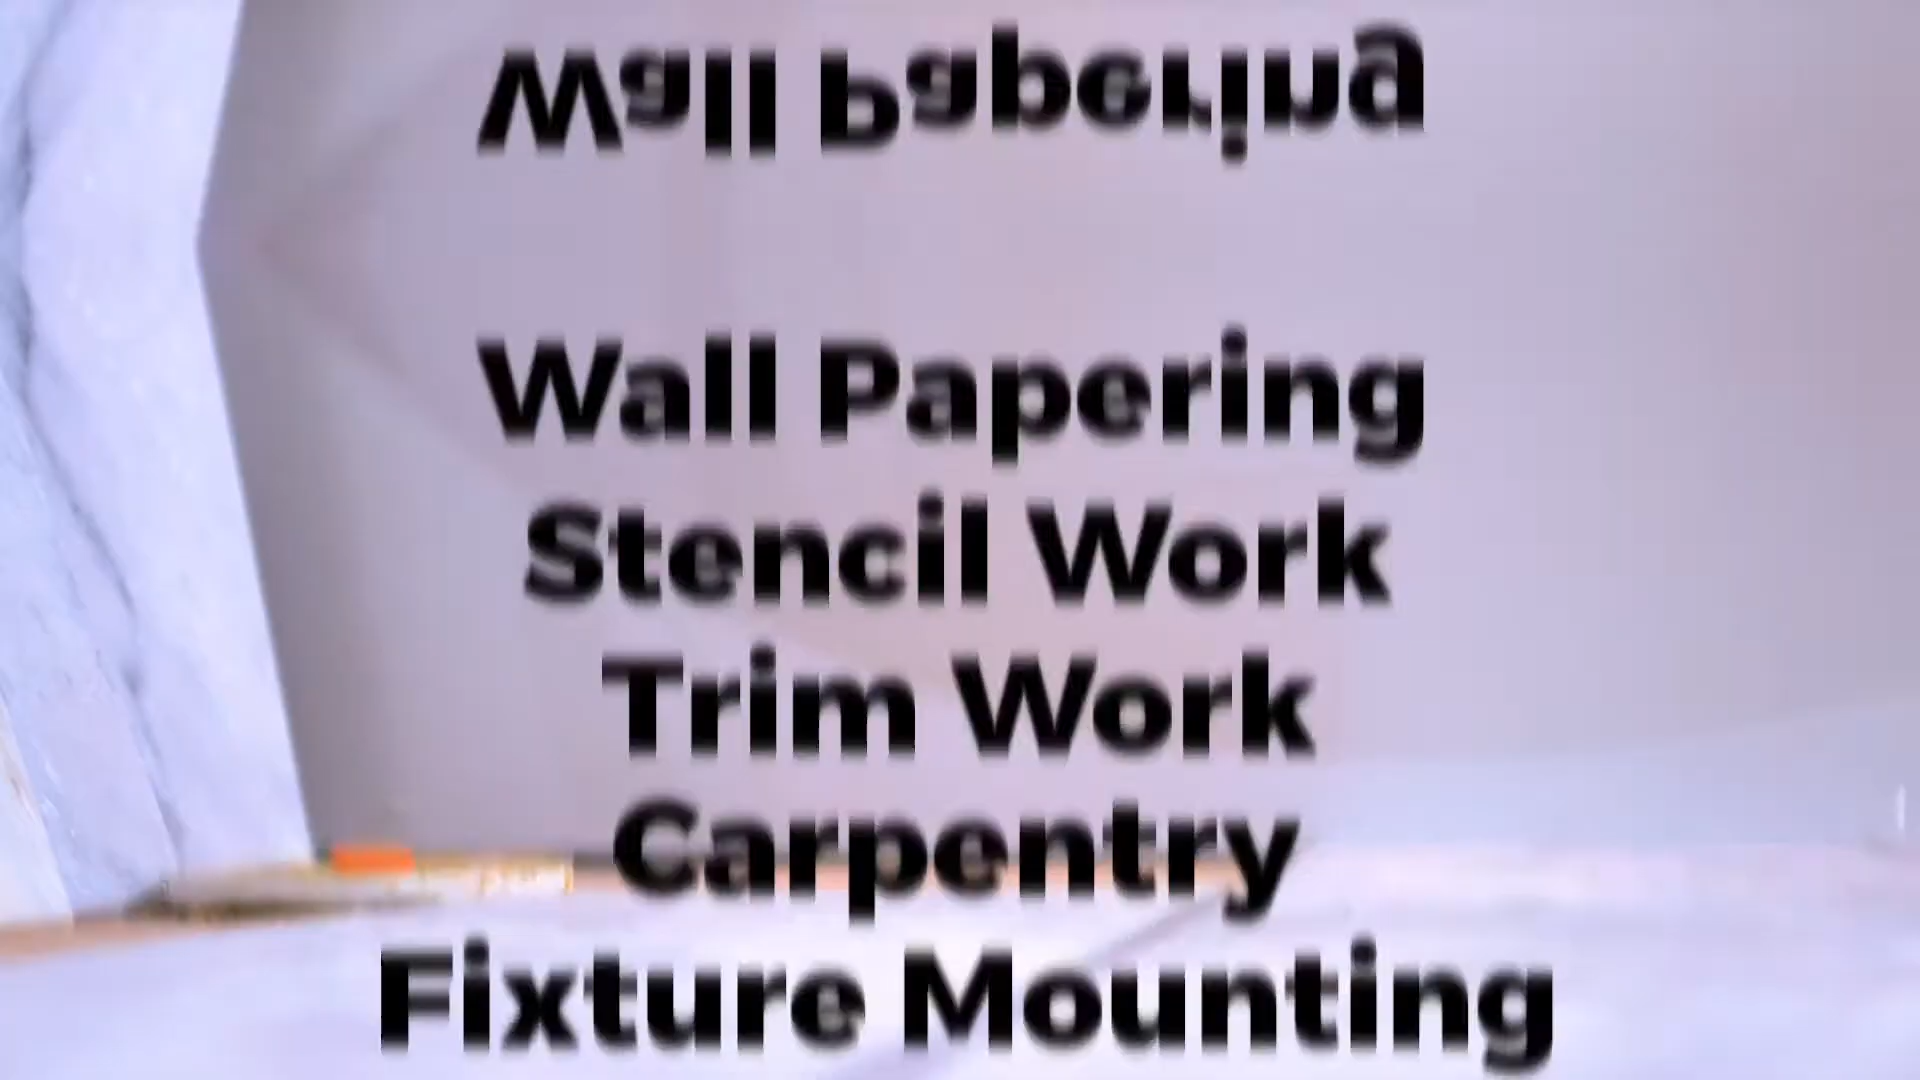 Wall Papering
Wall Papering
Stencil Work
Trim Work
Carpentry
Fixture Mounting